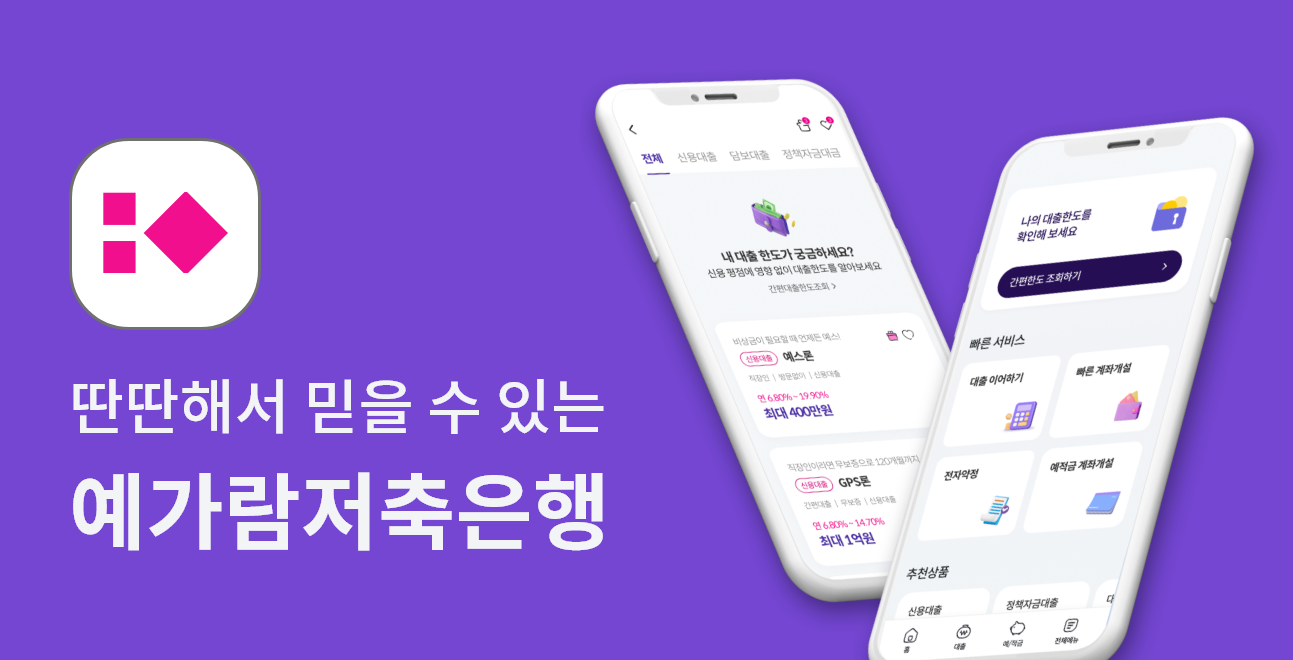 딴딴해서 믿을 수 있는
예가람저축은행
전체 신용대출 담보대출 정책자금대금
내 대출 한도가 궁금하세요?
신용 평점에 영향 없이 대출한도를 알아보세요
간편대출한도조회 >
비상금이 필요할 때 언제든 예스!
신용대출 예스론
직장인 | 방문없이 | 신용대출
연 6.80% ~ 19.90%
최대 400만원
직장인이라면 무보증으로 120개월까지
신용대출 GPS론
간편대출 | 무보증 | 신용대출
연 6.80% ~ 14.70%
최대 1억원
나의 대출한도를
확인해 보세요
간편한도 조회하기 >
빠른 서비스
대출 이어하기 빠른 계좌개설
전자약정 예적금 계좌개설
추천상품
신용대출 정책자금대출 다
홈 대출 예/적금 전체메뉴